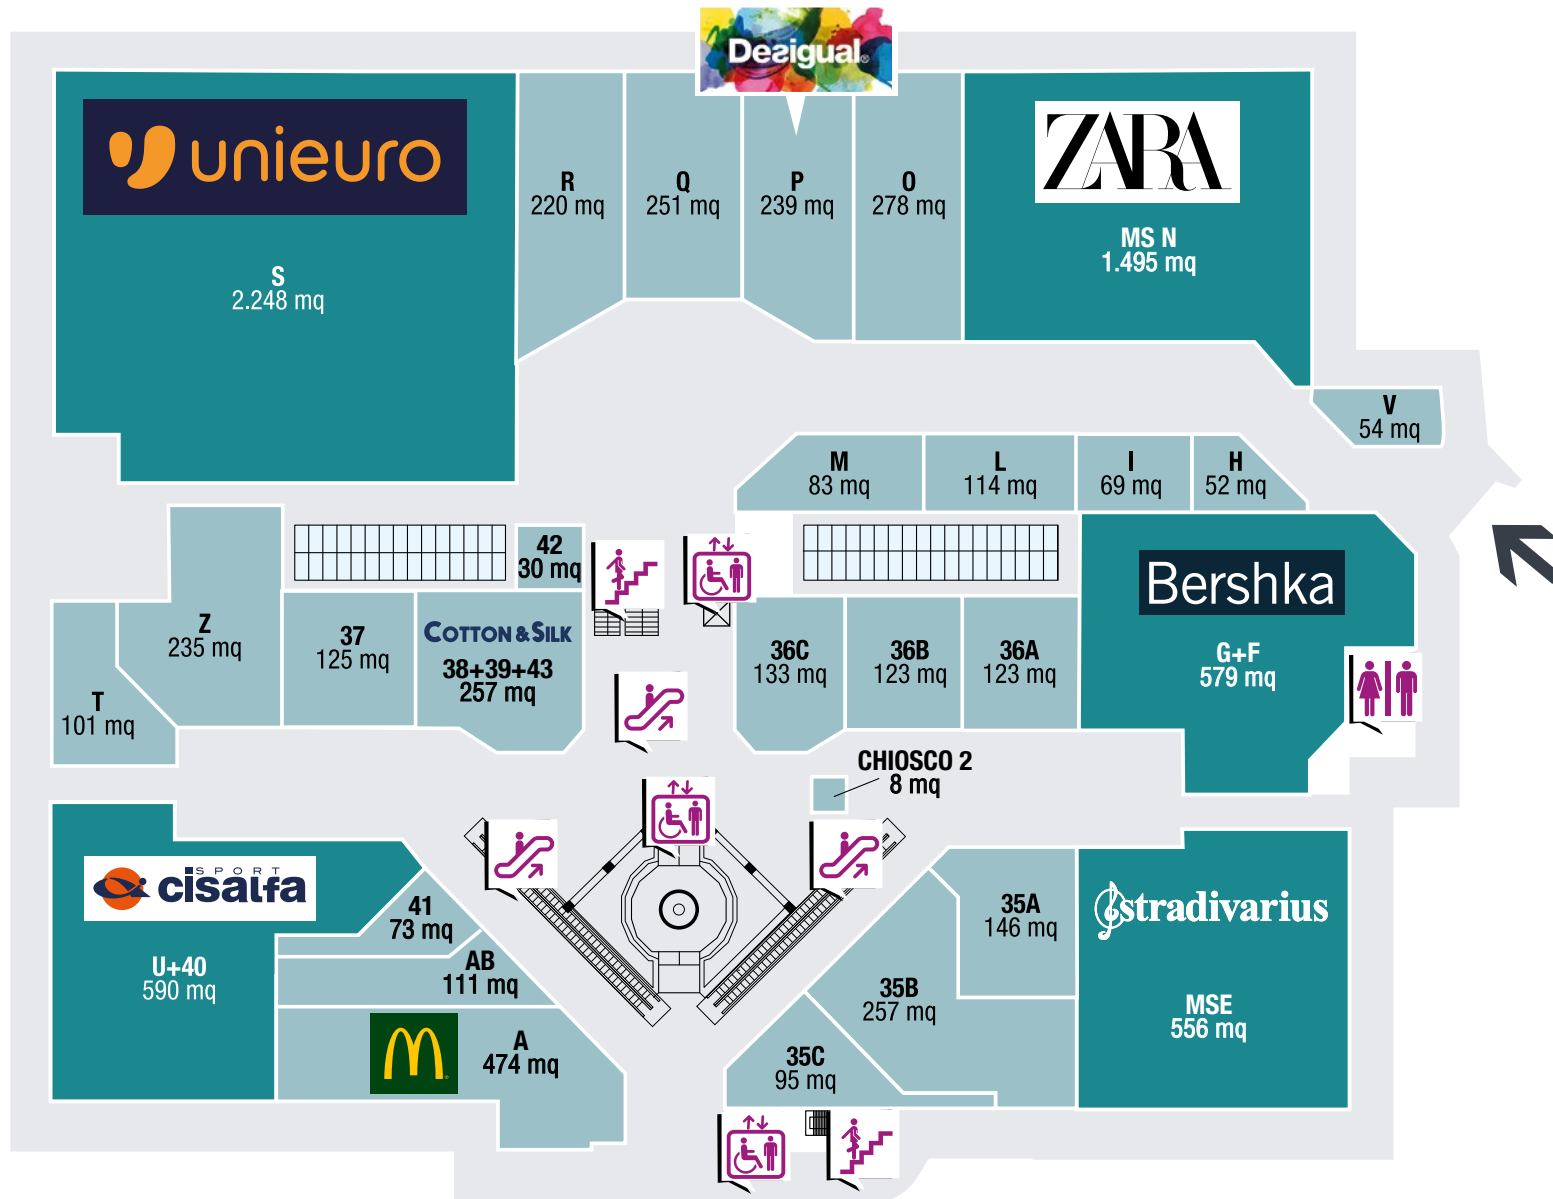 Desigual®
unieuro
S
2.248 mq
R
220 mq
Q
251 mq
P
239 mq
O
278 mq
ZARA
MS N
1.495 mq
V
54 mq
M
83 mq
L
114 mq
I
69 mq
H
52 mq
42
30 mq
Bershka
G+F
579 mq
Z
235 mq
37
125 mq
COTTON & SILK
38+39+43
257 mq
36C
133 mq
36B
123 mq
36A
123 mq
T
101 mq
CHIOSCO 2
8 mq
SPORT
cisalfa
U+40
590 mq
41
73 mq
AB
111 mq
A
474 mq
35A
146 mq
35B
257 mq
35C
95 mq
stradivarius
MSE
556 mq